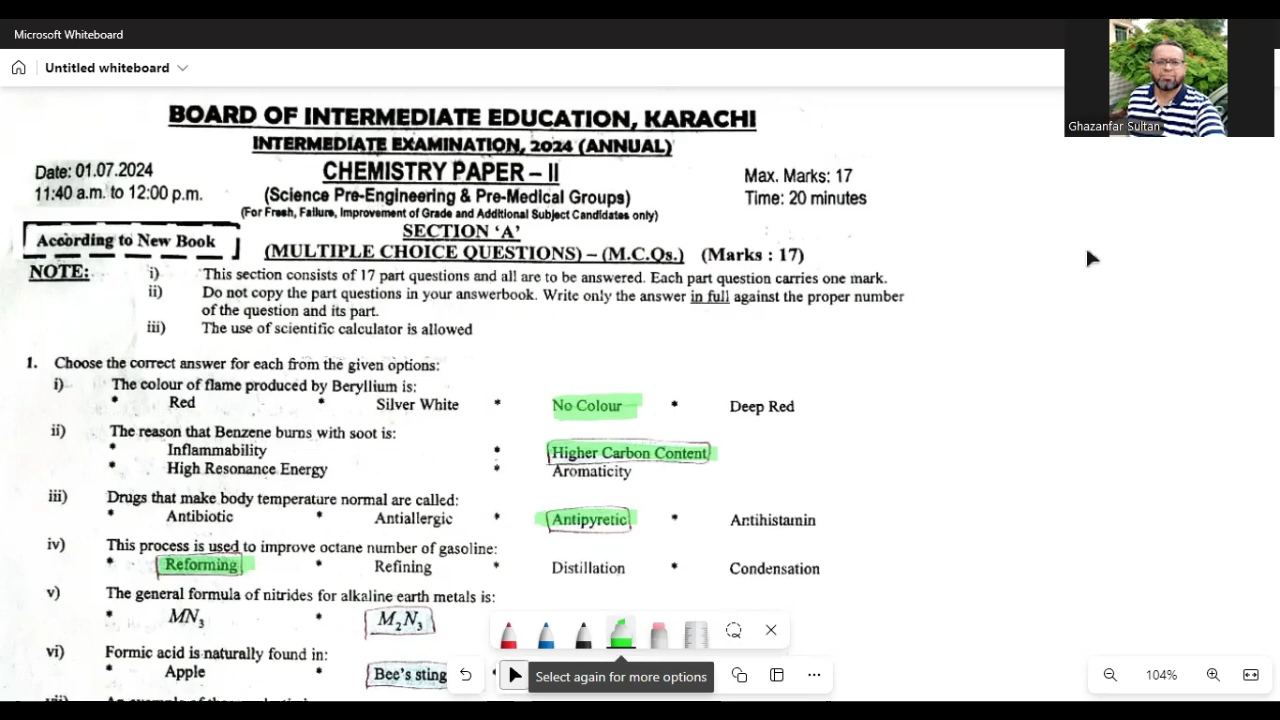 Microsoft Whiteboard
Untitled whiteboard
Ghazanfar Sultan
BOARD OF INTERMEDIATE EDUCATION, KARACHI
INTERMEDIATE EXAMINATION, 2024 (ANNUAL)
Date: 01.07.2024 CHEMISTRY PAPER – II Max. Marks: 17
11:40 a.m. to 12:00 p.m. (Science Pre-Engineering & Pre-Medical Groups) Time: 20 minutes
(For Fresh, Failure, Improvement of Grade and Additional Subject Candidates only)
SECTION ‘A’
According to New Book (MULTIPLE CHOICE QUESTIONS) – (M.C.Qs.) (Marks : 17)
NOTE: i) This section consists of 17 part questions and all are to be answered. Each part question carries one mark.
ii) Do not copy the part questions in your answerbook. Write only the answer in full against the proper number
of the question and its part.
iii) The use of scientific calculator is allowed
1. Choose the correct answer for each from the given options:
i) The colour of flame produced by Beryllium is:
* Red * Silver White * No Colour * Deep Red
ii) The reason that Benzene burns with soot is:
* Inflammability * Higher Carbon Content
* High Resonance Energy * Aromaticity
iii) Drugs that make body temperature normal are called:
* Antibiotic * Antiallergic * Antipyretic * Antihistamin
iv) This process is used to improve octane number of gasoline:
* Reforming * Refining * Distillation * Condensation
v) The general formula of nitrides for alkaline earth metals is:
* MN₃ * M₂N₃
vi) Formic acid is naturally found in:
* Apple * Bee's sting
Select again for more options
104%